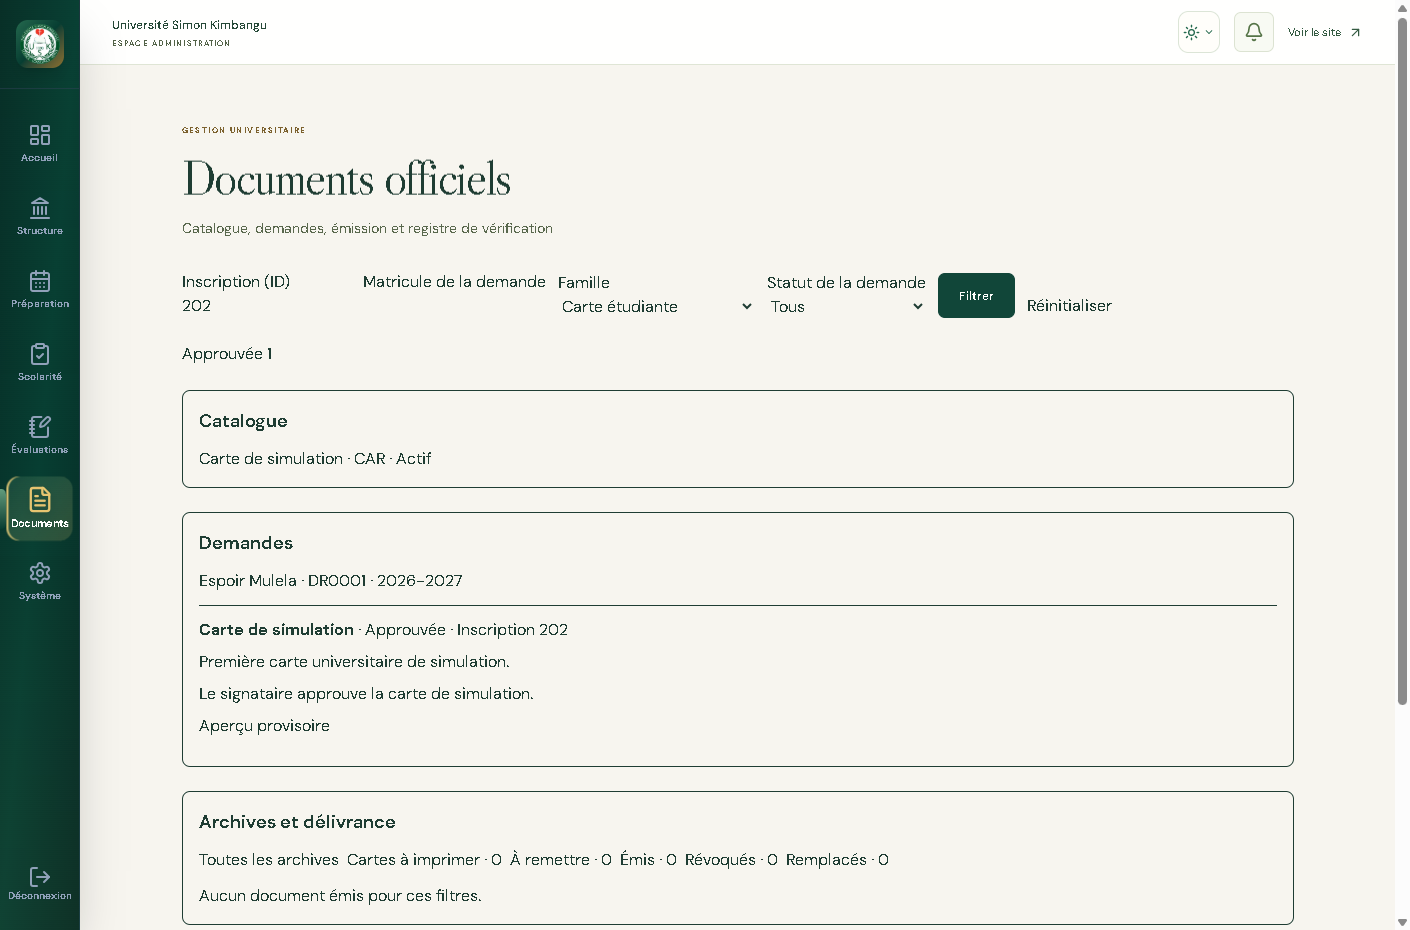 Université Simon Kimbangu
ESPACE ADMINISTRATION
Voir le site
Accueil
Structure
Préparation
Scolarité
Évaluations
Documents
Système
Déconnexion
GESTION UNIVERSITAIRE
Documents officiels
Catalogue, demandes, émission et registre de vérification
Inscription (ID) Matricule de la demande Famille Statut de la demande
202 Carte étudiante Tous Filtrer Réinitialiser
Approuvée 1
Catalogue
Carte de simulation · CAR · Actif
Demandes
Espoir Mulela · DR0001 · 2026–2027
Carte de simulation · Approuvée · Inscription 202
Première carte universitaire de simulation.
Le signataire approuve la carte de simulation.
Aperçu provisoire
Archives et délivrance
Toutes les archives Cartes à imprimer · 0 À remettre · 0 Émis · 0 Révoqués · 0 Remplacés · 0
Aucun document émis pour ces filtres.